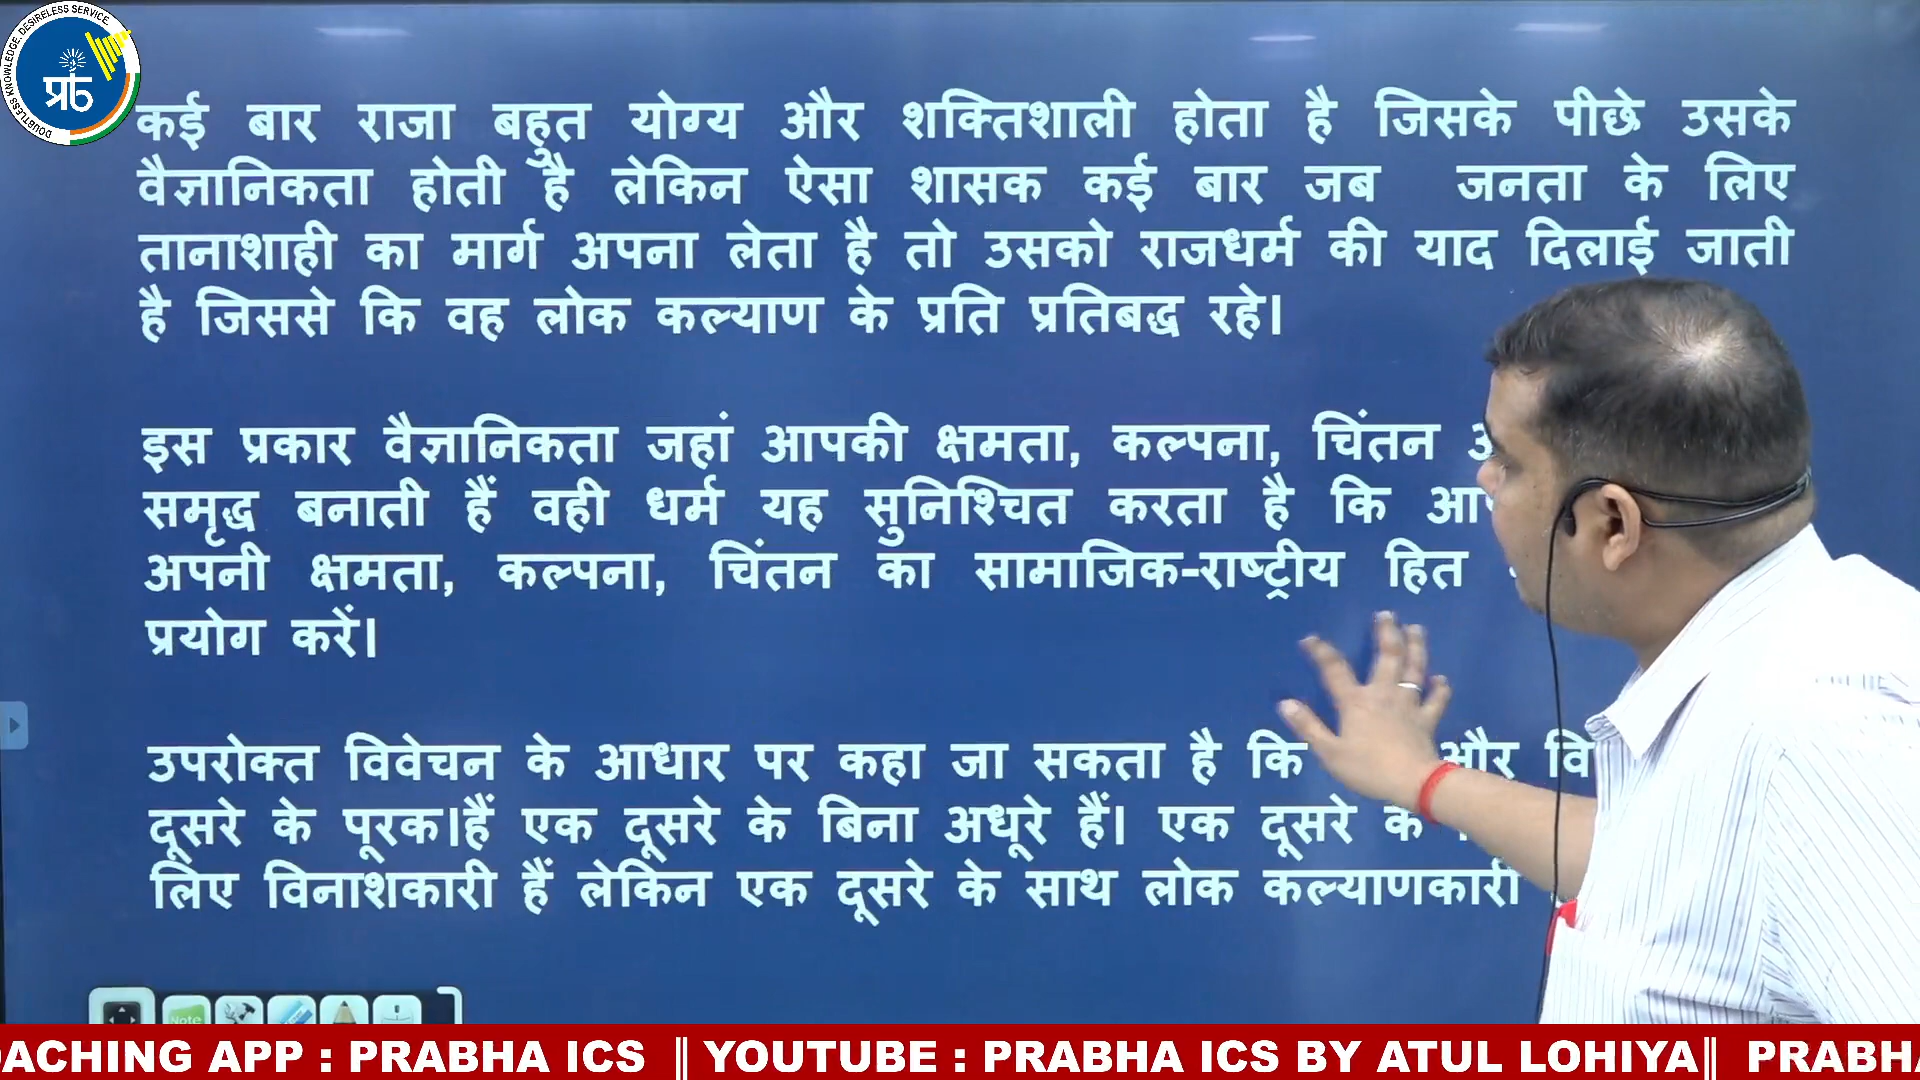 DOUBTLESS KNOWLEDGE, DESIRELESS SERVICE
प्रण
कई बार राजा बहुत योग्य और शक्तिशाली होता है जिसके पीछे उसके
वैज्ञानिकता होती है लेकिन ऐसा शासक कई बार जब जनता के लिए
तानाशाही का मार्ग अपना लेता है तो उसको राजधर्म की याद दिलाई जाती
है जिससे कि वह लोक कल्याण के प्रति प्रतिबद्ध रहे।
इस प्रकार वैज्ञानिकता जहां आपकी क्षमता, कल्पना, चिंतन
समृद्ध बनाती हैं वही धर्म यह सुनिश्चित करता है कि
अपनी क्षमता, कल्पना, चिंतन का सामाजिक-राष्ट्रीय हित
प्रयोग करें।
उपरोक्त विवेचन के आधार पर कहा जा सकता है कि और वि
दूसरे के पूरक।हैं एक दूसरे के बिना अधूरे हैं। एक दूसरे के
लिए विनाशकारी हैं लेकिन एक दूसरे के साथ लोक कल्याणकारी
Note
OACHING APP : PRABHA ICS || YOUTUBE : PRABHA ICS BY ATUL LOHIYA|| PRABHA